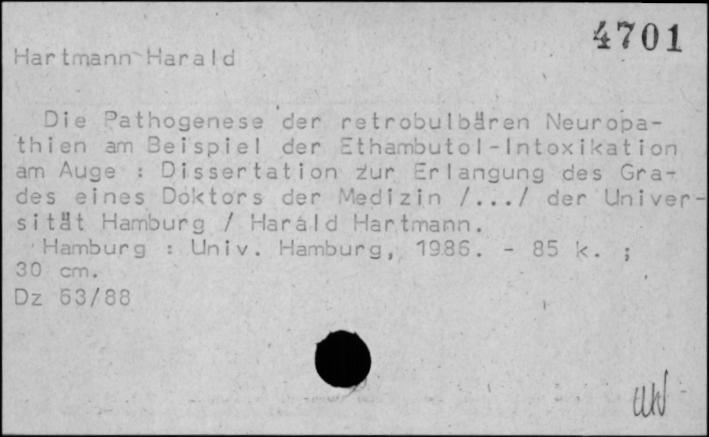 4701
Hartmann Harald
Die Pathogenese der retrobulbären Neuropa-
thien am Beispiel der Ethambutol-Intoxikation
am Auge : Dissertation zur Erlangung des Gra-
des eines Doktors der Medizin /.../ der Univer-
sität Hamburg / Harald Hartmann.
Hamburg : Univ. Hamburg, 1986. - 85 k. ;
30 cm.
Dz 63/88